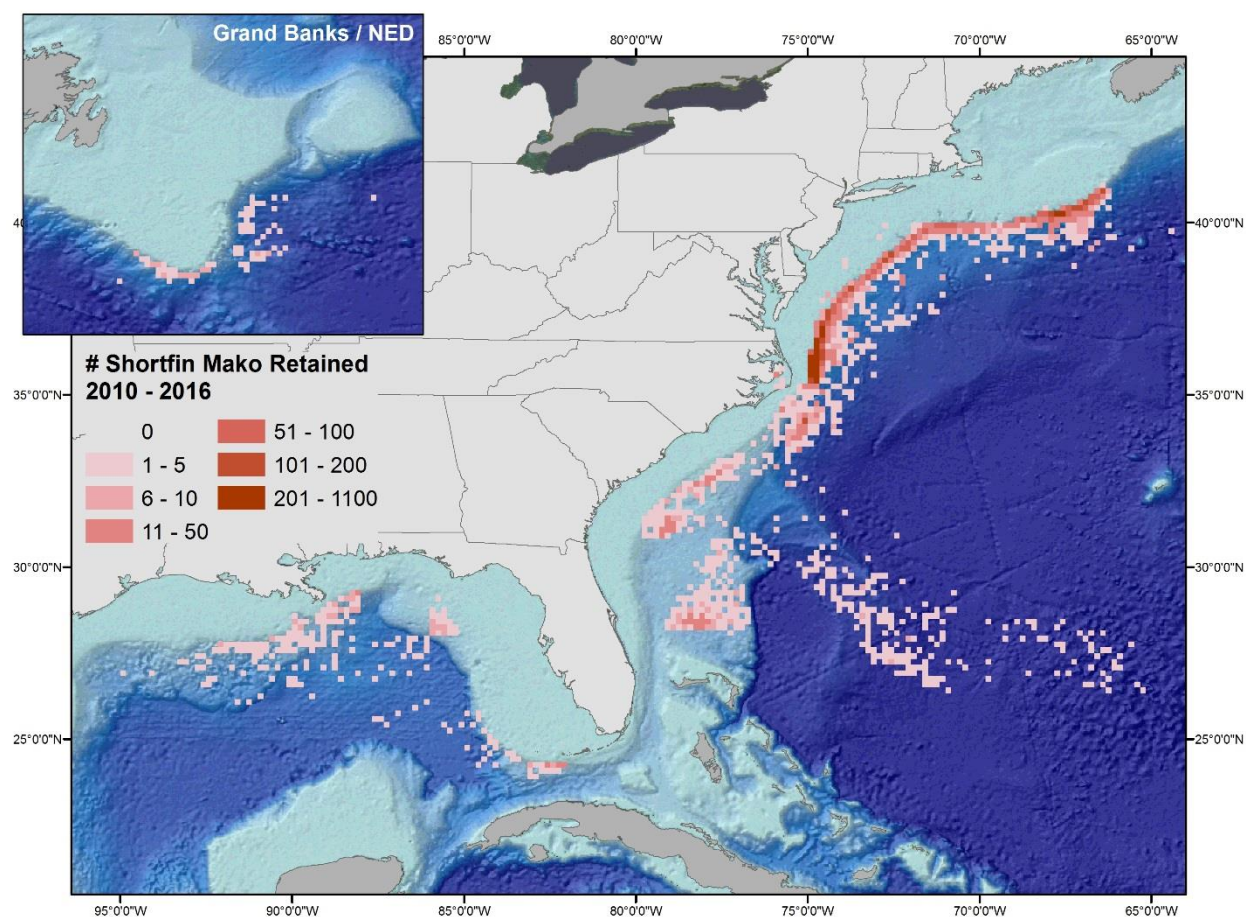 Grand Banks / NED
85°0'0"W 80°0'0"W 75°0'0"W 70°0'0"W 65°0'0"W
40°0'0"N
# Shortfin Mako Retained
2010 - 2016
35°0'0"N 35°0'0"N
0 51 - 100
1 - 5 101 - 200
6 - 10 201 - 1100
11 - 50
30°0'0"N 30°0'0"N
25°0'0"N 25°0'0"N
95°0'0"W 90°0'0"W 85°0'0"W 80°0'0"W 75°0'0"W 70°0'0"W 65°0'0"W